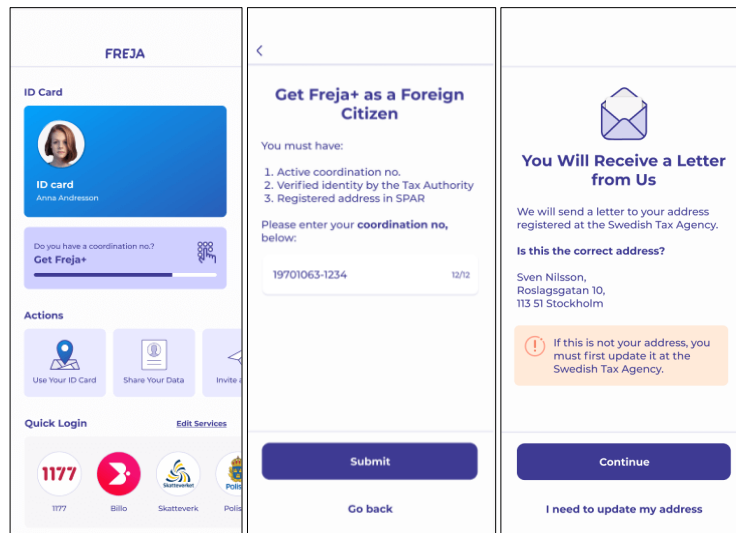 FREJA
ID Card
ID card
Anna Andresson
Do you have a coordination no.?
Get Freja+
Actions
Use Your ID Card
Share Your Data
Invite a
Quick Login
Edit Services
1177
Skatteverket
Polis
1177
Billo
Skatteverk
Polis
Get Freja+ as a Foreign
Citizen
You must have:
1. Active coordination no.
2. Verified identity by the Tax Authority
3. Registered address in SPAR
Please enter your coordination no,
below:
19701063-1234
12/12
Submit
Go back
You Will Receive a Letter
from Us
We will send a letter to your address
registered at the Swedish Tax Agency.
Is this the correct address?
Sven Nilsson,
Roslagsgatan 10,
113 51 Stockholm
If this is not your address, you
must first update it at the
Swedish Tax Agency.
Continue
I need to update my address